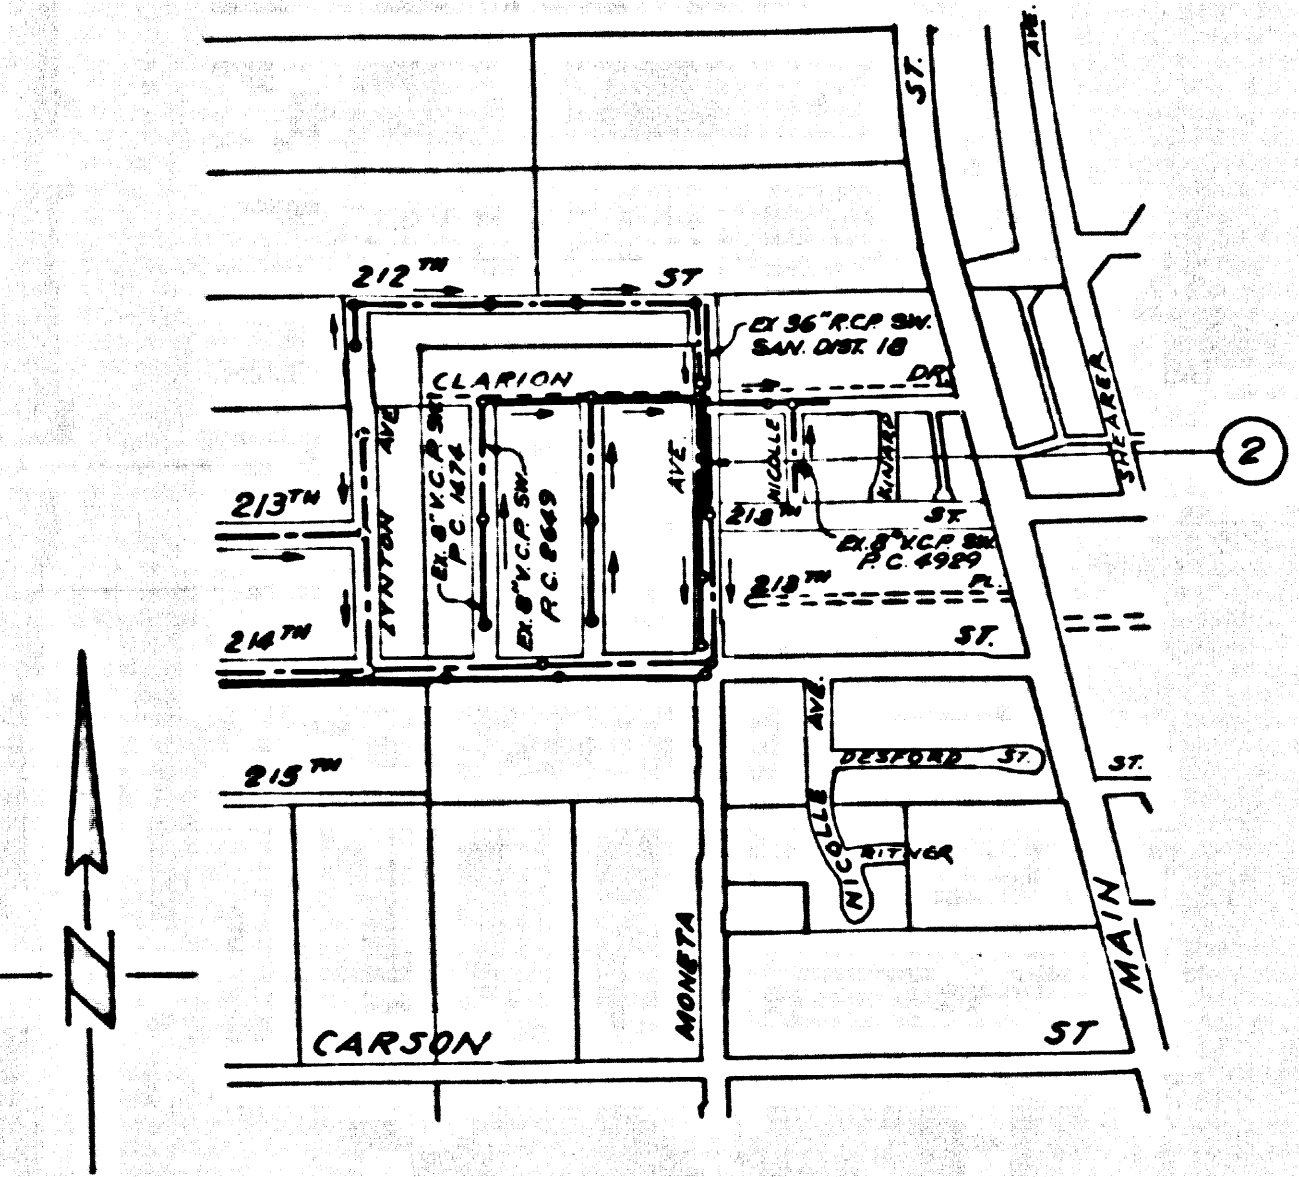 AVE.
ST.
212TH ST
EX 36" R.C.P. SW.
SAN. DIST. 18
CLARION DR.
SHEARER
AVE
AVE.
NICOLLE
KINARD
2
213TH
213TH ST.
EX. 8" V.C.P. SW.
P.C. 1474
EX. 8" V.C.P. SW.
P.C. 2649
EX. 8" V.C.P. SW.
P.C. 4929
LYNTON
213TH PL.
214TH ST.
AVE.
215TH
DESFORD ST.
ST.
NICOLLE
RITNER
MONETA
MAIN
CARSON ST
N